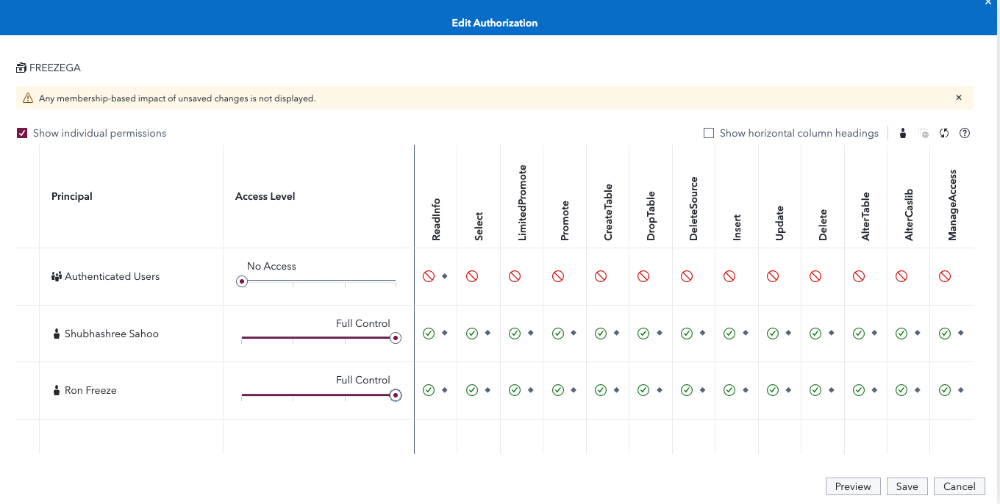 Edit Authorization
FREEZEGA
Any membership-based impact of unsaved changes is not displayed.
Show individual permissions
Show horizontal column headings
Principal
Access Level
ReadInfo
Select
LimitedPromote
Promote
CreateTable
DropTable
DeleteSource
Insert
Update
Delete
AlterTable
AlterCaslib
ManageAccess
Authenticated Users
No Access
Shubhashree Sahoo
Full Control
Ron Freeze
Full Control
Preview
Save
Cancel